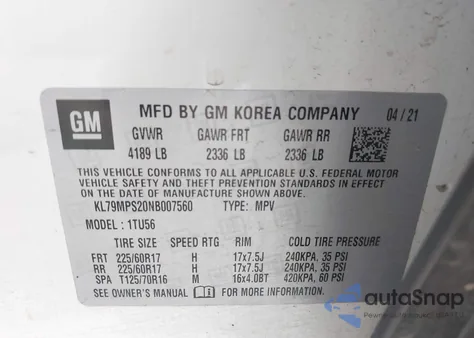 GM
MFD BY GM KOREA COMPANY 04/21
GVWR GAWR FRT GAWR RR
4189 LB 2336 LB 2336 LB
THIS VEHICLE CONFORMS TO ALL APPLICABLE U.S. FEDERAL MOTOR
VEHICLE SAFETY, BUMPER, AND THEFT PREVENTION STANDARDS
IN EFFECT ON THE DATE OF MANUFACTURE SHOWN ABOVE.
KL79MPS20NB007560 TYPE: MPV
MODEL: 1TU56
TIRE SIZE SPEED RTG RIM COLD TIRE PRESSURE
FRT 225/60R17 H 17x7.5J 240KPA, 35 PSI
RR 225/60R17 H 17x7.5J 240KPA, 35 PSI
SPA T125/70R16 M 16x4.0BT 420KPA, 60 PSI
SEE OWNER'S MANUAL FOR MORE INFORMATION.
autoSnap
POWERED BY CARS